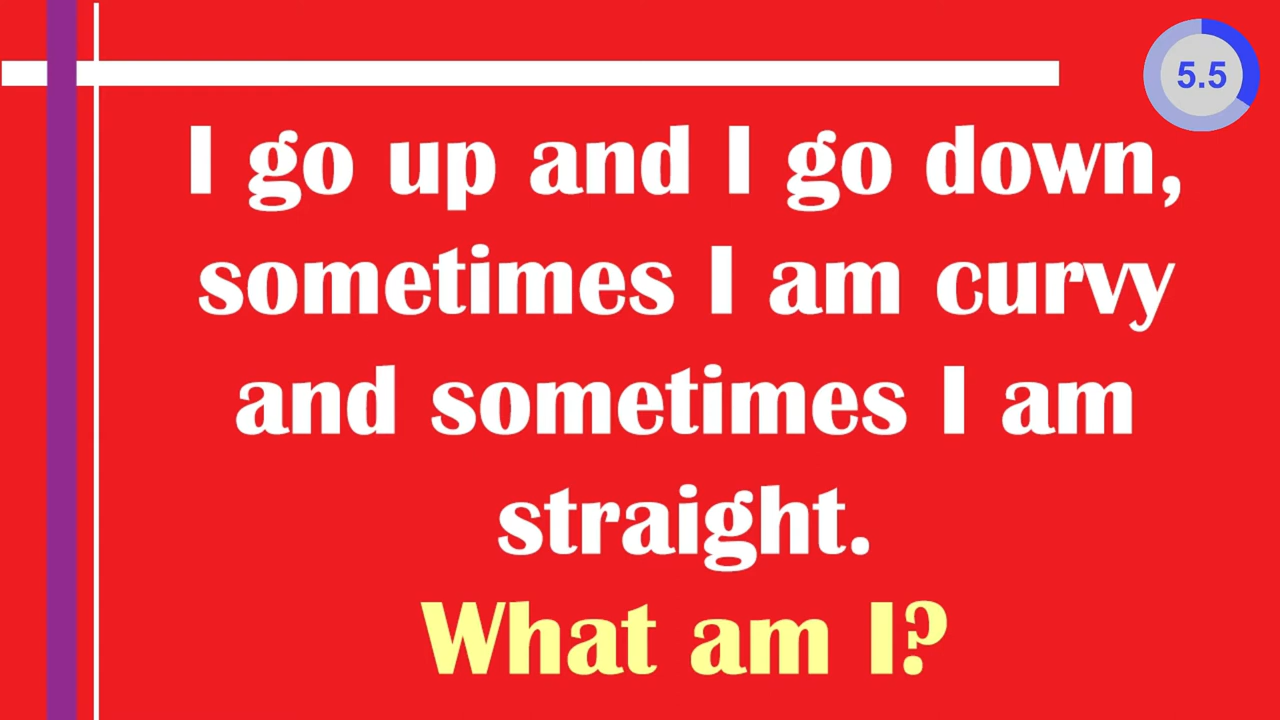 5.5
I go up and I go down,
sometimes I am curvy
and sometimes I am
straight.
What am I?